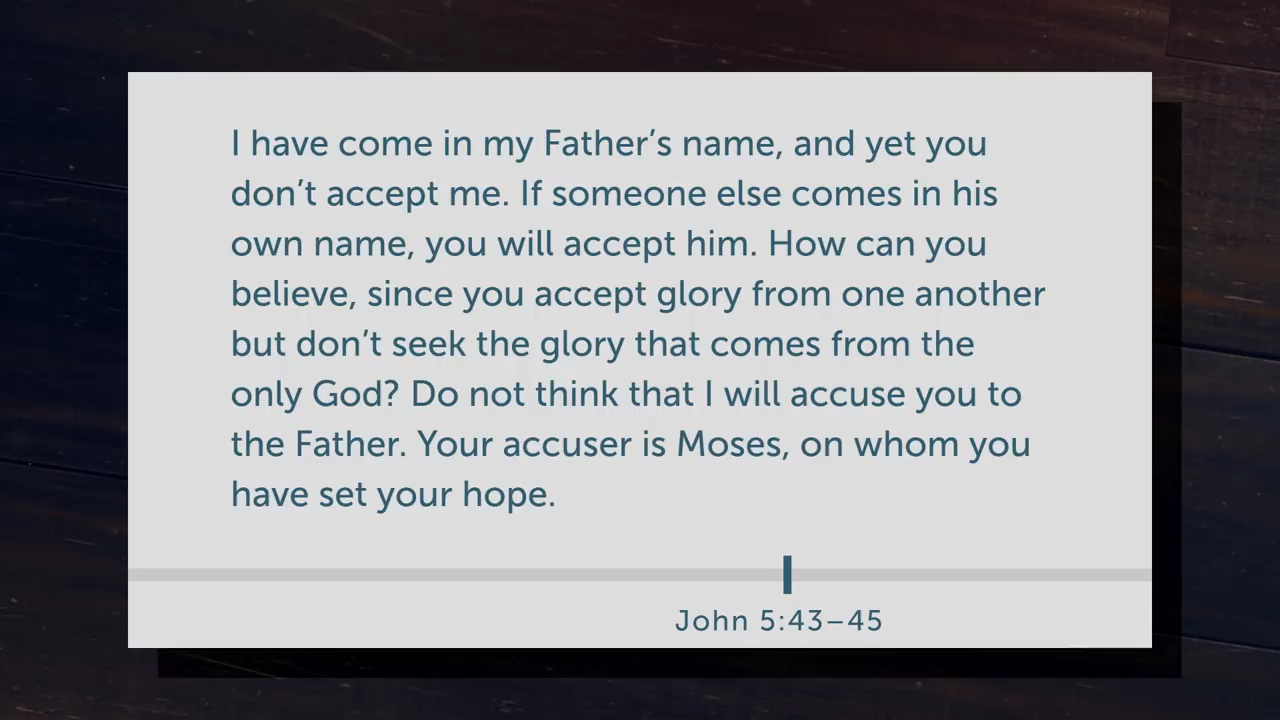 I have come in my Father’s name, and yet you
don’t accept me. If someone else comes in his
own name, you will accept him. How can you
believe, since you accept glory from one another
but don’t seek the glory that comes from the
only God? Do not think that I will accuse you to
the Father. Your accuser is Moses, on whom you
have set your hope.
John 5:43–45